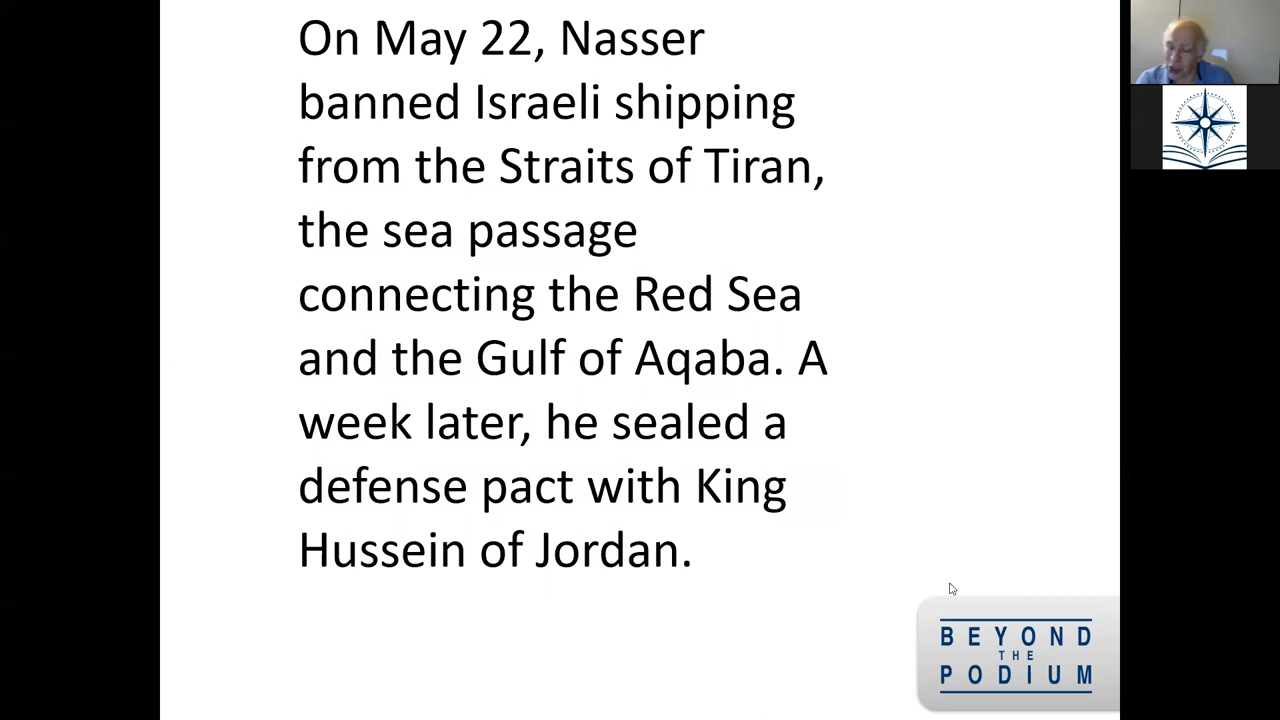 On May 22, Nasser
banned Israeli shipping
from the Straits of Tiran,
the sea passage
connecting the Red Sea
and the Gulf of Aqaba. A
week later, he sealed a
defense pact with King
Hussein of Jordan.
BEYOND
THE
PODIUM